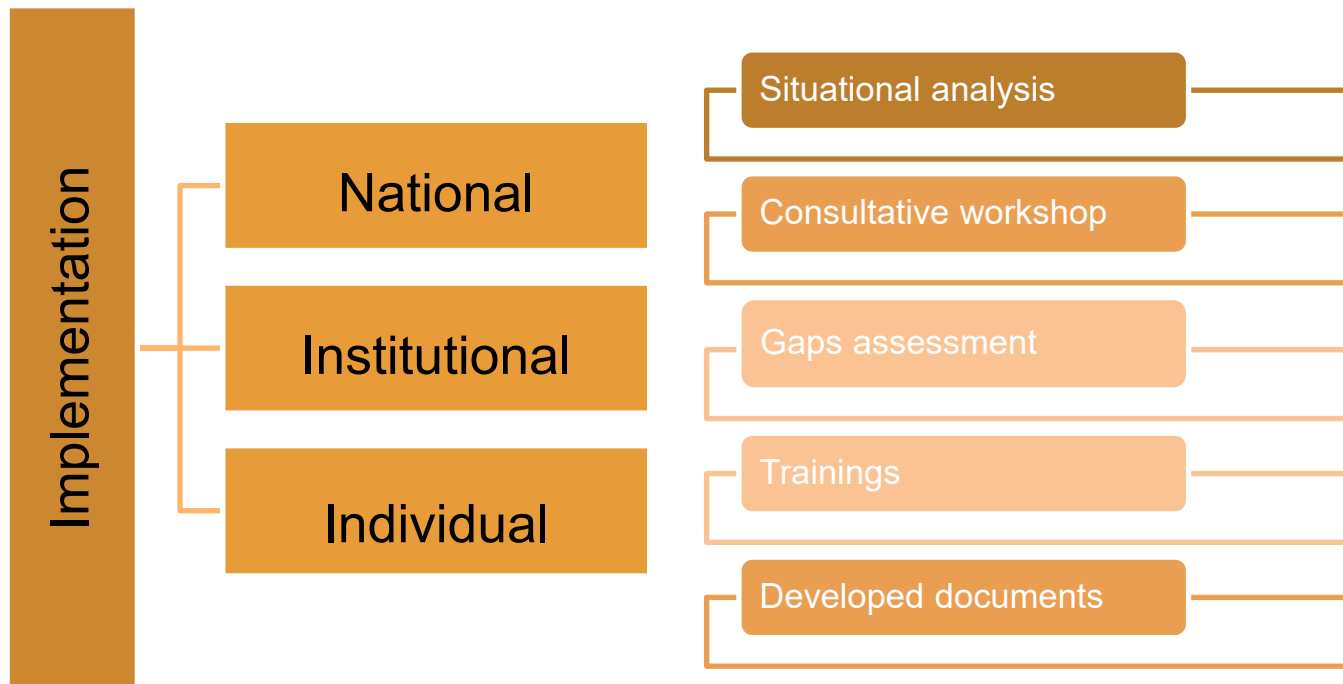 Implementation
National
Institutional
Individual
Situational analysis
Consultative workshop
Gaps assessment
Trainings
Developed documents